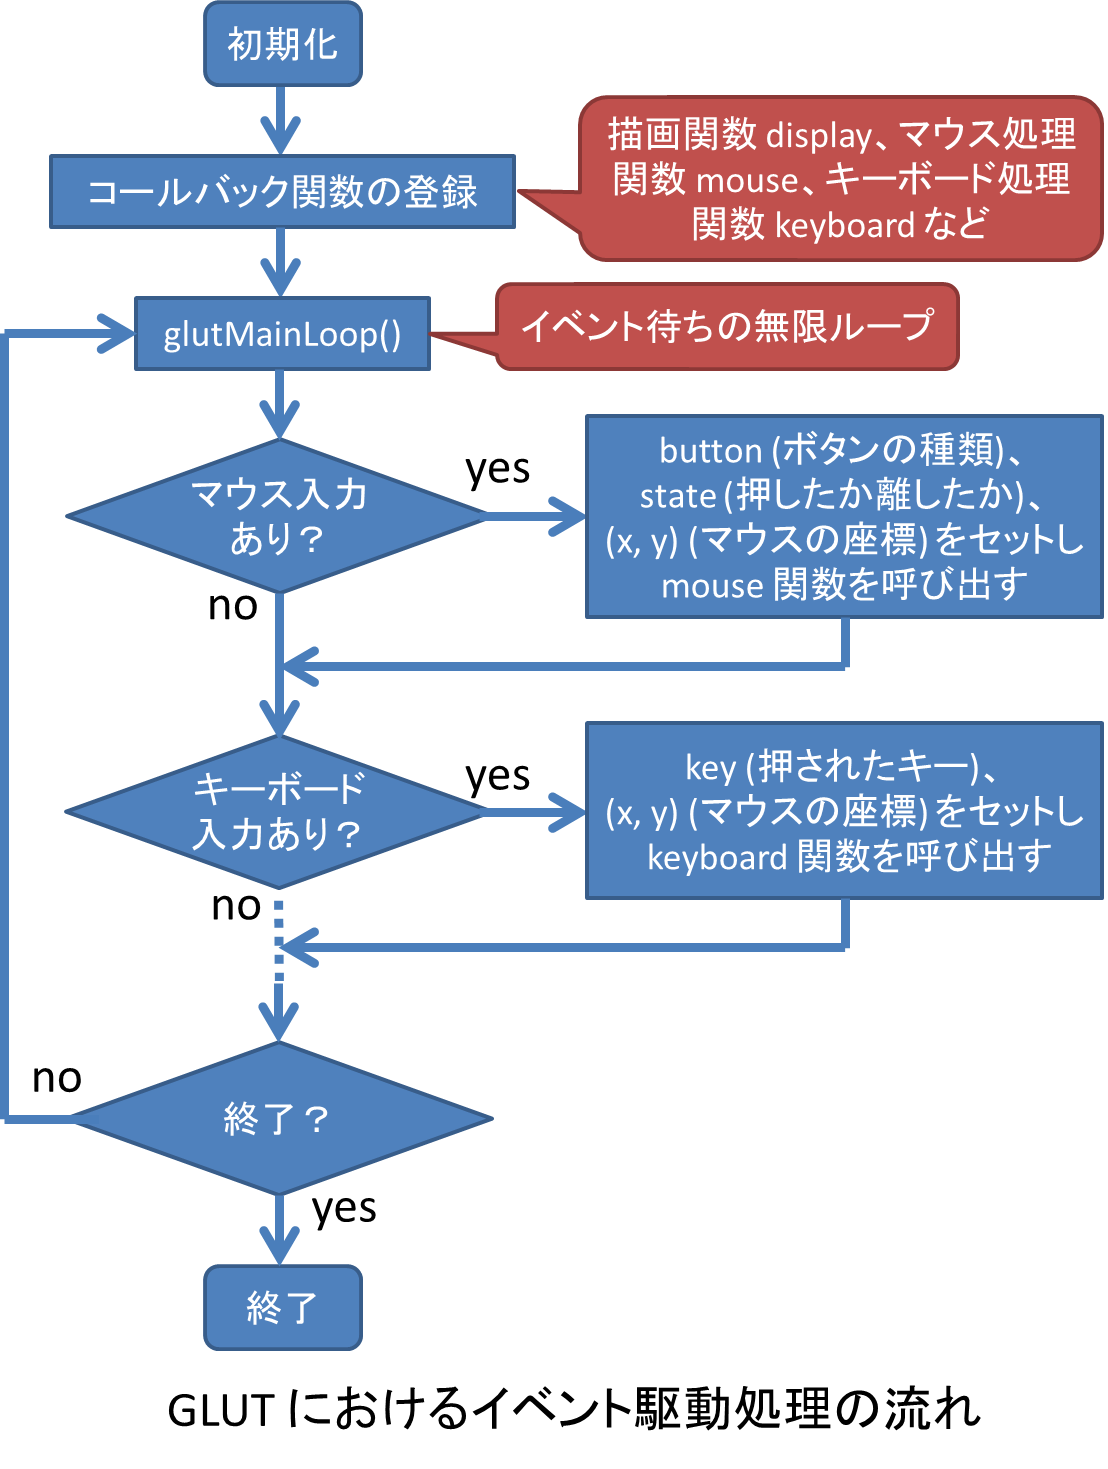 初期化
コールバック関数の登録
描画関数 display、マウス処理
関数 mouse、キーボード処理
関数 keyboard など
glutMainLoop()
イベント待ちの無限ループ
マウス入力
あり？
yes
button (ボタンの種類)、
state (押したか離したか)、
(x, y) (マウスの座標) をセットし
mouse 関数を呼び出す
no
キーボード
入力あり？
yes
key (押されたキー)、
(x, y) (マウスの座標) をセットし
keyboard 関数を呼び出す
no
終了？
no
yes
終了
GLUT におけるイベント駆動処理の流れ